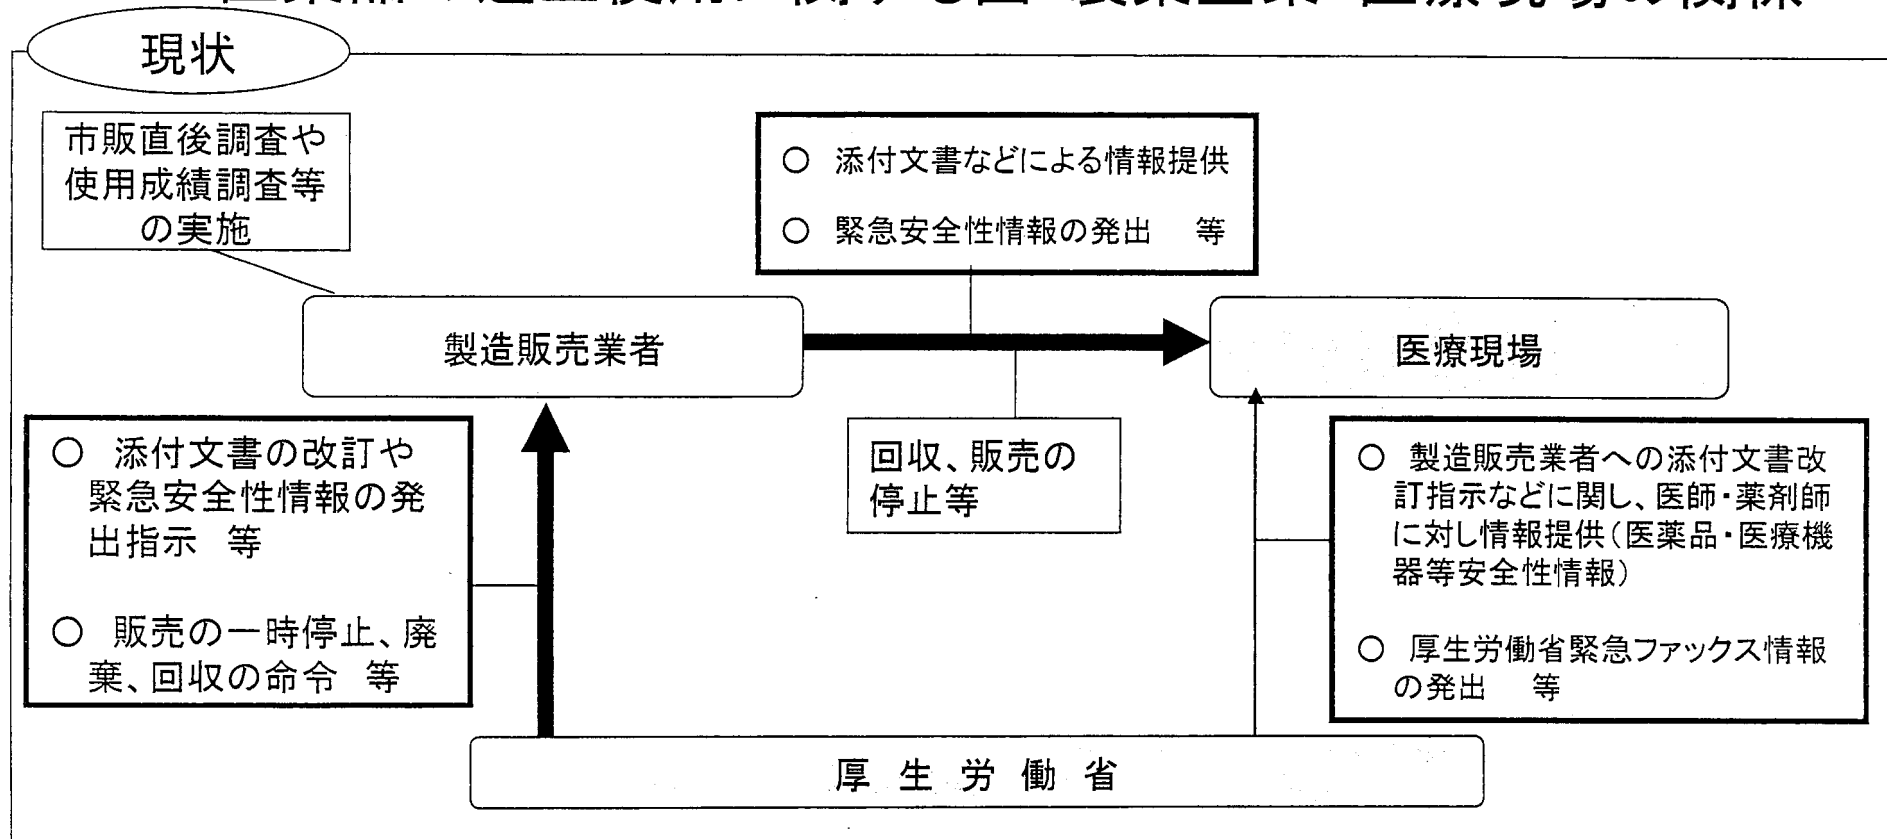 現状
市販直後調査や
使用成績調査等
の実施
○ 添付文書などによる情報提供
○ 緊急安全性情報の発出 等
製造販売業者
医療現場
○ 添付文書の改訂や
緊急安全性情報の発
出指示 等
○ 販売の一時停止、廃
棄、回収の命令 等
回収、販売の
停止等
○ 製造販売業者への添付文書改
訂指示などに関し、医師・薬剤師
に対し情報提供(医薬品・医療機
器等安全性情報)
○ 厚生労働省緊急ファックス情報
の発出 等
厚生労働省